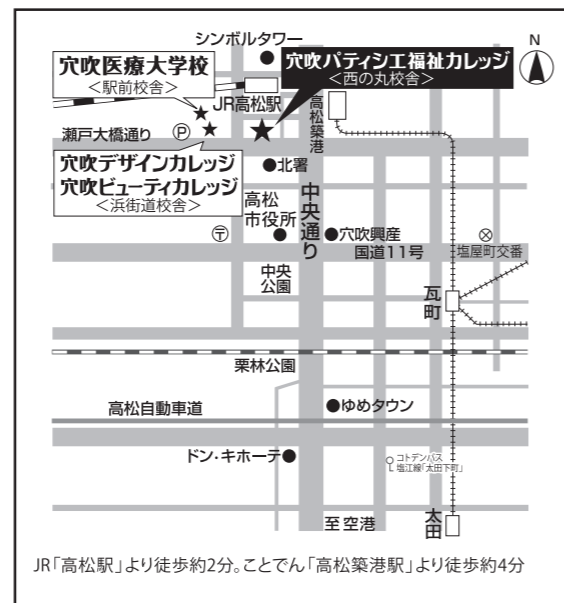 シンボルタワー
N
穴吹医療大学校
<駅前校舎>
穴吹パティシエ福祉カレッジ
<西の丸校舎>
JR高松駅
高松築港
瀬戸大橋通り
P
穴吹デザインカレッジ
穴吹ビューティカレッジ
<浜街道校舎>
北署
中央通り
高松
市役所
〒
穴吹興産
国道11号
塩屋町交番
中央
公園
瓦町
栗林公園
高松自動車道
ゆめタウン
ドン・キホーテ
コトデンバス
塩江線「太田下町」
至空港
太田
JR「高松駅」より徒歩約2分。ことでん「高松築港駅」より徒歩約4分